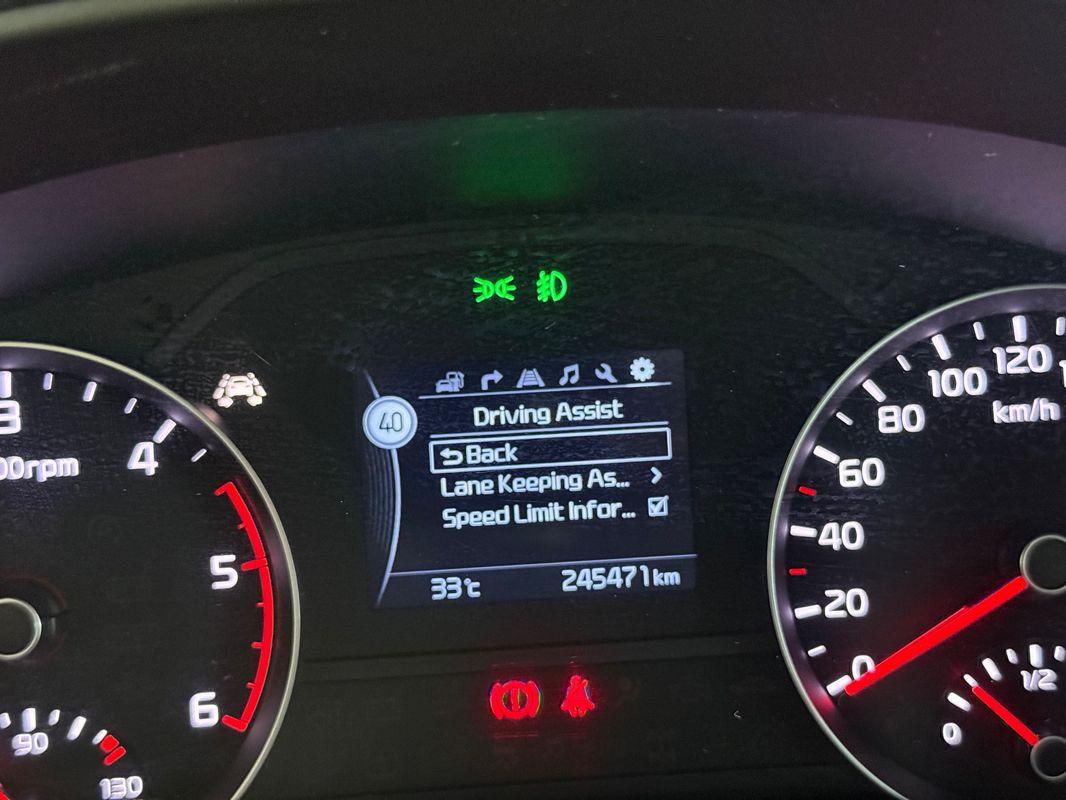 3
4
00rpm
5
6
90
130
40
Driving Assist
Back
Lane Keeping As...
Speed Limit Infor...
33℃
245471km
120
100
km/h
80
60
40
20
0
1/2
0